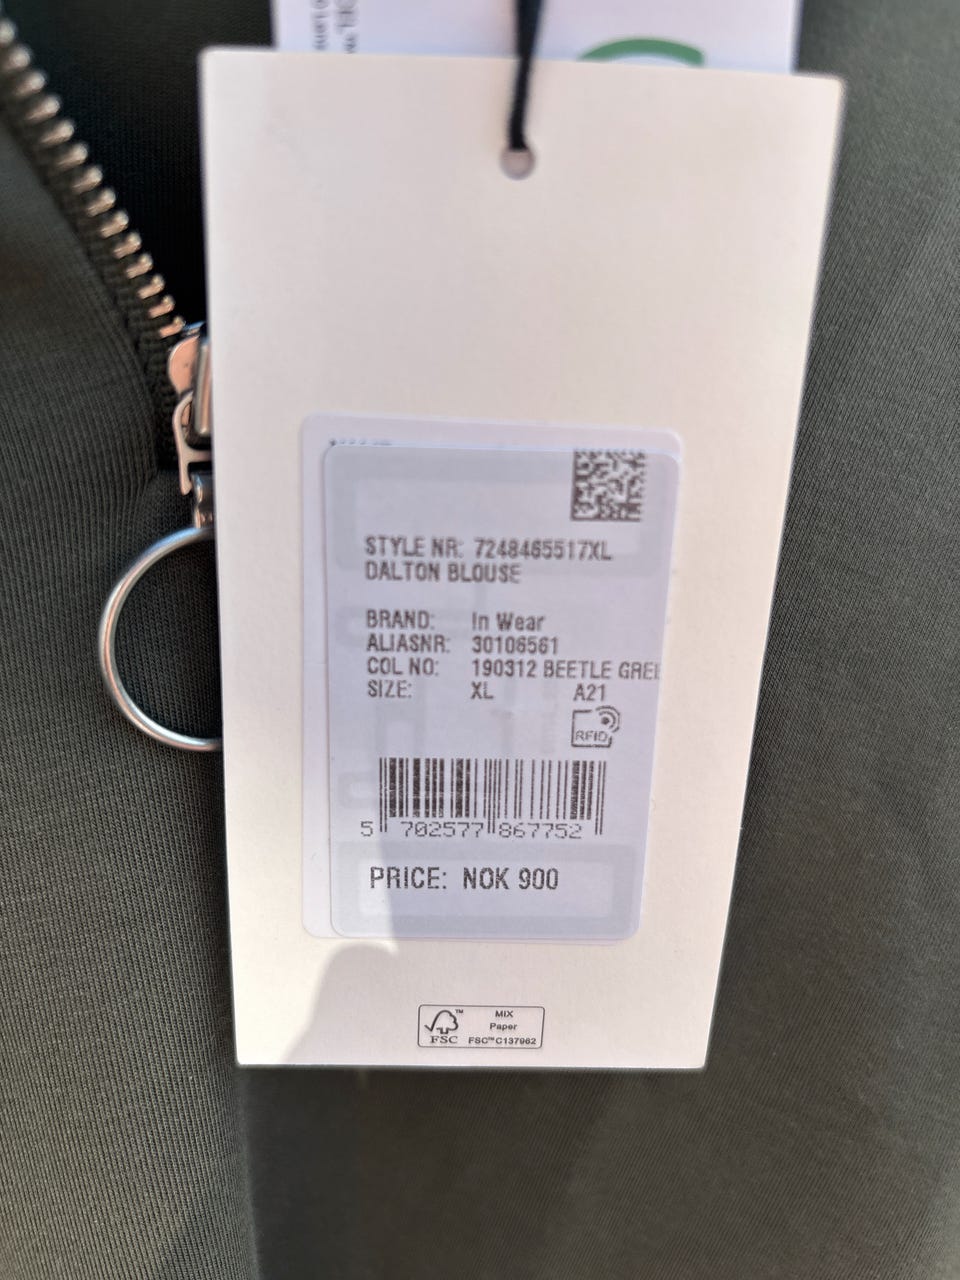 STYLE NR: 7248465517XL
DALTON BLOUSE
BRAND: In Wear
ALIASNR: 30106561
COL NO: 190312 BEETLE GREE
SIZE: XL A21
RFID
5 702577 867752
PRICE: NOK 900
FSC™
MIX
Paper
FSC™ C137962